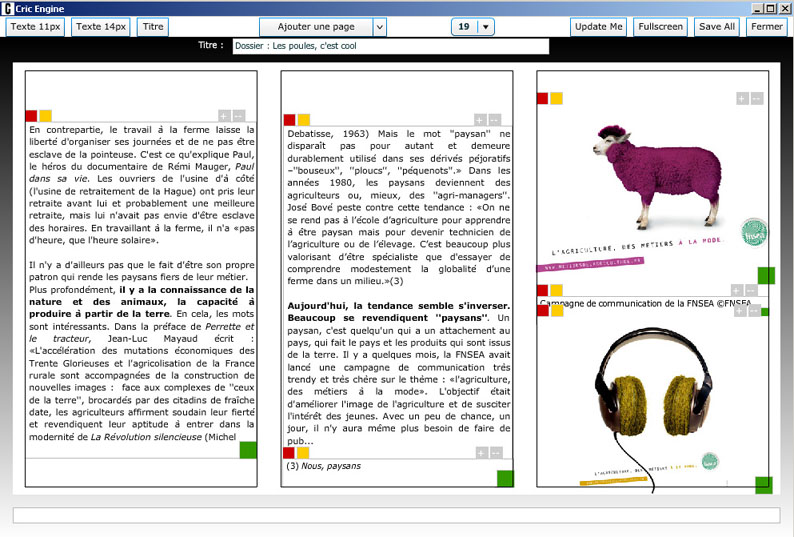 Cric Engine
Texte 11px
Texte 14px
Titre
Ajouter une page
19
Update Me
Fullscreen
Save All
Fermer
Titre :
Dossier : Les poules, c'est cool
En contrepartie, le travail á la ferme laisse la
liberté d'organiser ses journées et de ne pas être
esclave de la pointeuse. C'est ce qu'explique Paul,
le héros du documentaire de Rémi Mauger, Paul
dans sa vie. Les ouvriers de l'usine d'á côté
(l'usine de retraitement de la Hague) ont pris leur
retraite avant lui et probablement une meilleure
retraite, mais lui n'avait pas envie d'être esclave
des horaires. En travaillant á la ferme, il n'a «pas
d'heure, que l'heure solaire».
Il n'y a d'ailleurs pas que le fait d'être son propre
patron qui rende les paysans fiers de leur métier.
Plus profondément, il y a la connaissance de la
nature et des animaux, la capacité á
produire á partir de la terre. En cela, les mots
sont intéressants. Dans la préface de Perrette et
le tracteur, Jean-Luc Mayaud écrit :
«L'accélération des mutations économiques des
Trente Glorieuses et l'agricolisation de la France
rurale sont accompagnées de la construction de
nouvelles images : face aux complexes de ''ceux
de la terre'', brocardés par des citadins de fraîche
date, les agriculteurs affirment soudain leur fierté
et revendiquent leur aptitude á entrer dans la
modernité de La Révolution silencieuse (Michel
Debatisse, 1963) Mais le mot ''paysan'' ne
disparaît pas pour autant et demeure
durablement utilisé dans ses dérivés péjoratifs
–''bouseux'', ''ploucs'', ''péquenots''.» Dans les
années 1980, les paysans deviennent des
agriculteurs ou, mieux, des ''agri-managers''.
José Bové peste contre cette tendance : «On ne
se rend pas á l'école d'agriculture pour apprendre
á être paysan mais pour devenir technicien de
l'agriculture ou de l'élevage. C'est beaucoup plus
valorisant d'être spécialiste que d'essayer de
comprendre modestement la globalité d'une
ferme dans un milieu.»(3)
Aujourd'hui, la tendance semble s'inverser.
Beaucoup se revendiquent ''paysans''. Un
paysan, c'est quelqu'un qui a un attachement au
pays, qui fait le pays et les produits qui sont issus
de la terre. Il y a quelques mois, la FNSEA avait
lancé une campagne de communication trés
trendy et trés chére sur le thème : «l'agriculture,
des métiers á la mode». L'objectif était
d'améliorer l'image de l'agriculture et de susciter
l'intérêt des jeunes. Avec un peu de chance, un
jour, il n'y aura même plus besoin de faire de
pub...
(3) Nous, paysans
L'AGRICULTURE, DES MÉTIERS À LA MODE.
fnsea
Campagne de communication de la FNSEA ©FNSEA
L'AGRICULTURE, DES MÉTIERS À LA MODE.